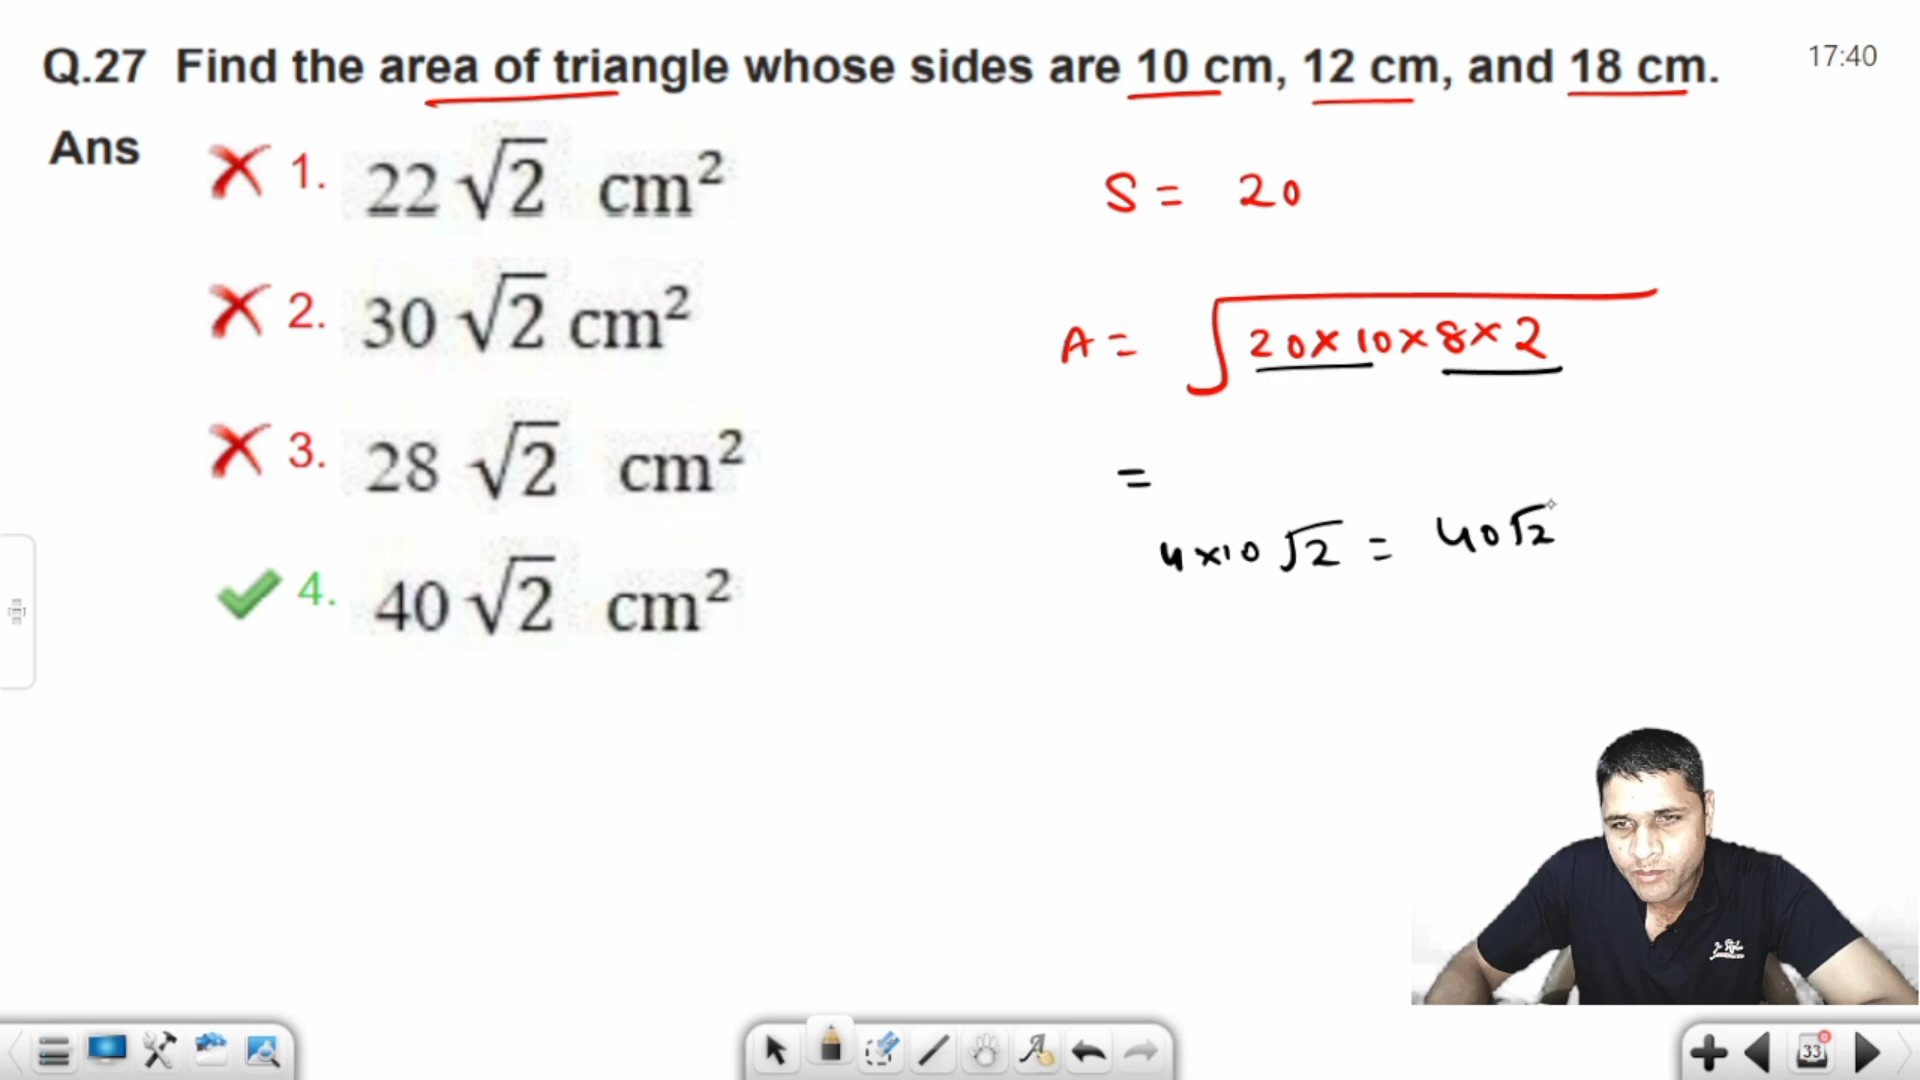 Q.27 Find the area of triangle whose sides are 10 cm, 12 cm, and 18 cm.
17:40
Ans
1. 22 √2 cm²
2. 30 √2 cm²
3. 28 √2 cm²
4. 40 √2 cm²
S = 20
A = √20×10×8×2
=
4×10 √2 = 40√2
33